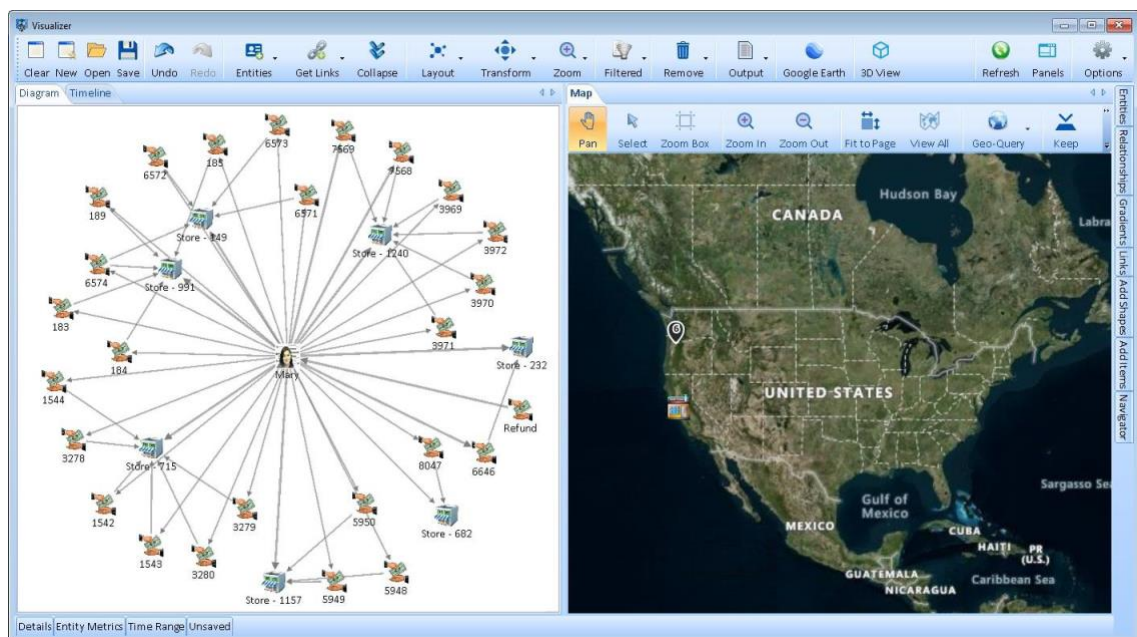 Visualizer
Clear New Open Save Undo Redo Entities Get Links Collapse Layout Transform Zoom Filtered Remove Output Google Earth 3D View Refresh Panels Options
Diagram Timeline
Map
Pan Select Zoom Box Zoom In Zoom Out Fit to Page View All Geo-Query Keep
6573
7569
185
7568
6572
189
6571
3969
Store - 149
Store - 1240
3972
6574
Store - 991
3970
183
3971
184
Mary
Store - 232
1544
Refund
3278
Store - 715
8047
6646
1542
3279
5950
Store - 682
1543
3280
Store - 1157
5949
5948
Hudson Bay
CANADA
Labra
UNITED STATES
Sargasso Se
Gulf of
Mexico
MEXICO
CUBA
HAITI
PR
(U.S.)
GUATEMALA
Caribbean Sea
NICARAGUA
Entities
Relationships
Gradients
Links
Add Shapes
Add Items
Navigator
Details Entity Metrics Time Range Unsaved